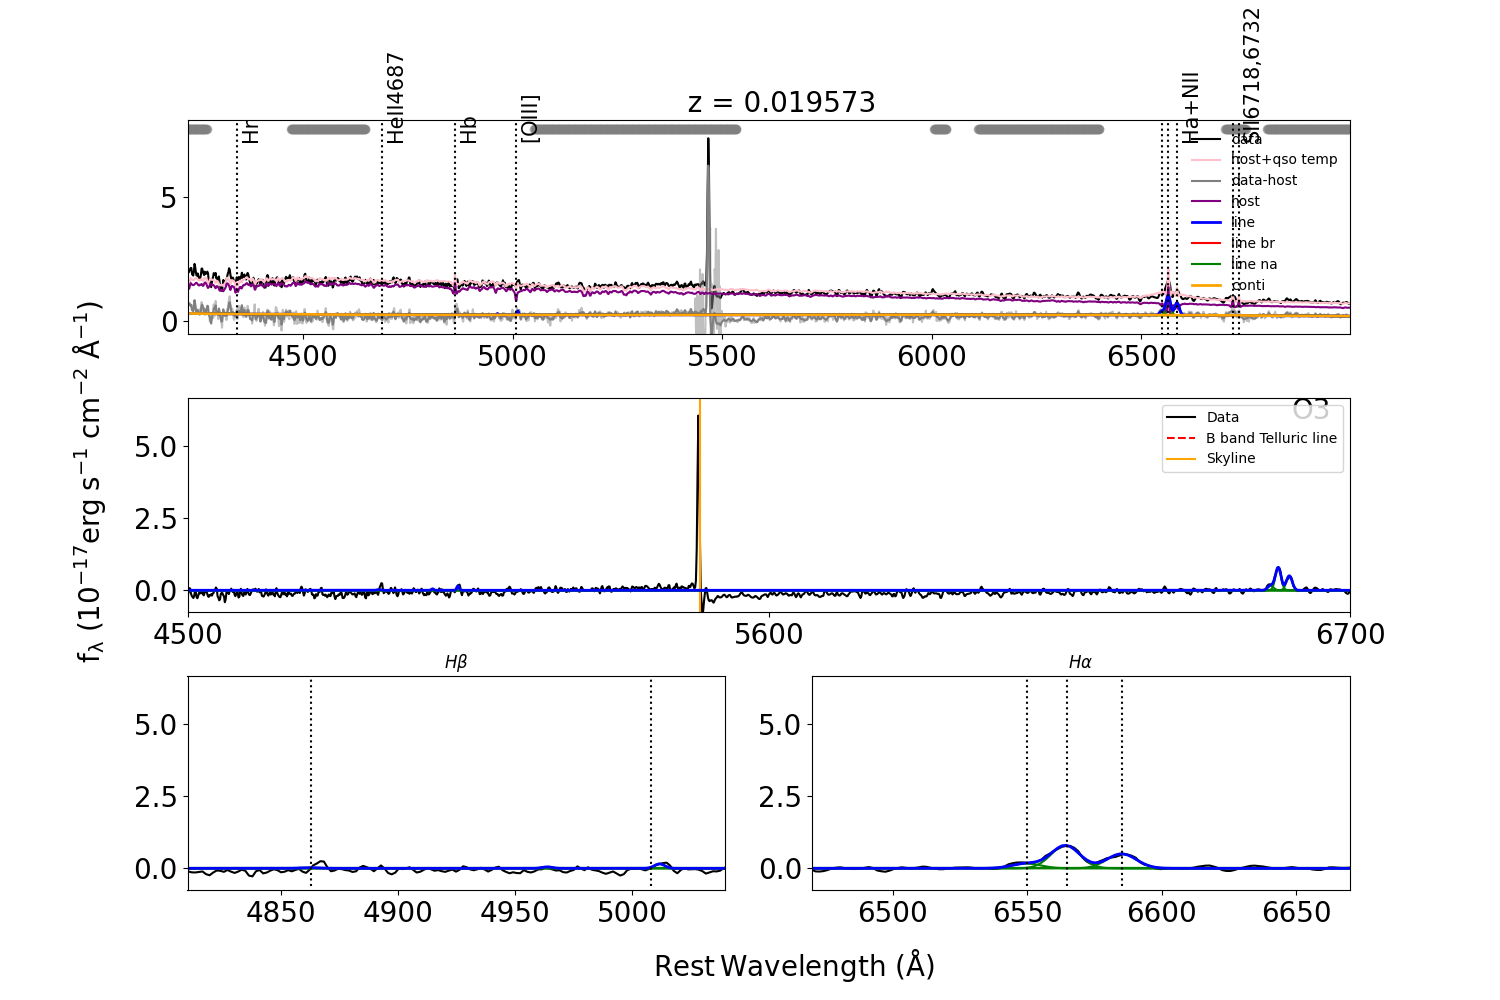 z = 0.019573
Hr
HeII4687
Hb
[OIII]
Ha+NII
SII6718,6732
data
host+qso temp
data-host
host
line
line br
line na
conti
5
0
4500 5000 5500 6000 6500
fλ (10⁻¹⁷erg s⁻¹ cm⁻² Å⁻¹)
O3
Data
B band Telluric line
Skyline
5.0
2.5
0.0
4500 5600 6700
Hβ
5.0
2.5
0.0
4850 4900 4950 5000
Hα
5.0
2.5
0.0
6500 6550 6600 6650
Rest Wavelength (Å)